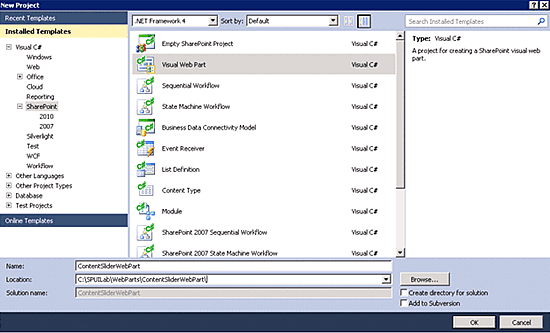 New Project
Recent Templates
Installed Templates
Visual C#
Windows
Web
Office
Cloud
Reporting
SharePoint
2010
2007
Silverlight
Test
WCF
Workflow
Other Languages
Other Project Types
Database
Test Projects
Online Templates
.NET Framework 4
Sort by:
Default
Empty SharePoint Project Visual C#
Visual Web Part Visual C#
Sequential Workflow Visual C#
State Machine Workflow Visual C#
Business Data Connectivity Model Visual C#
Event Receiver Visual C#
List Definition Visual C#
Content Type Visual C#
Module Visual C#
SharePoint 2007 Sequential Workflow Visual C#
SharePoint 2007 State Machine Workflow Visual C#
Search Installed Templates
Type: Visual C#
A project for creating a SharePoint visual web
part.
Name: ContentSliderWebPart
Location: C:\SPUILab\WebParts\ContentSliderWebPart\
Solution name: ContentSliderWebPart
Browse...
Create directory for solution
Add to Subversion
OK
Cancel